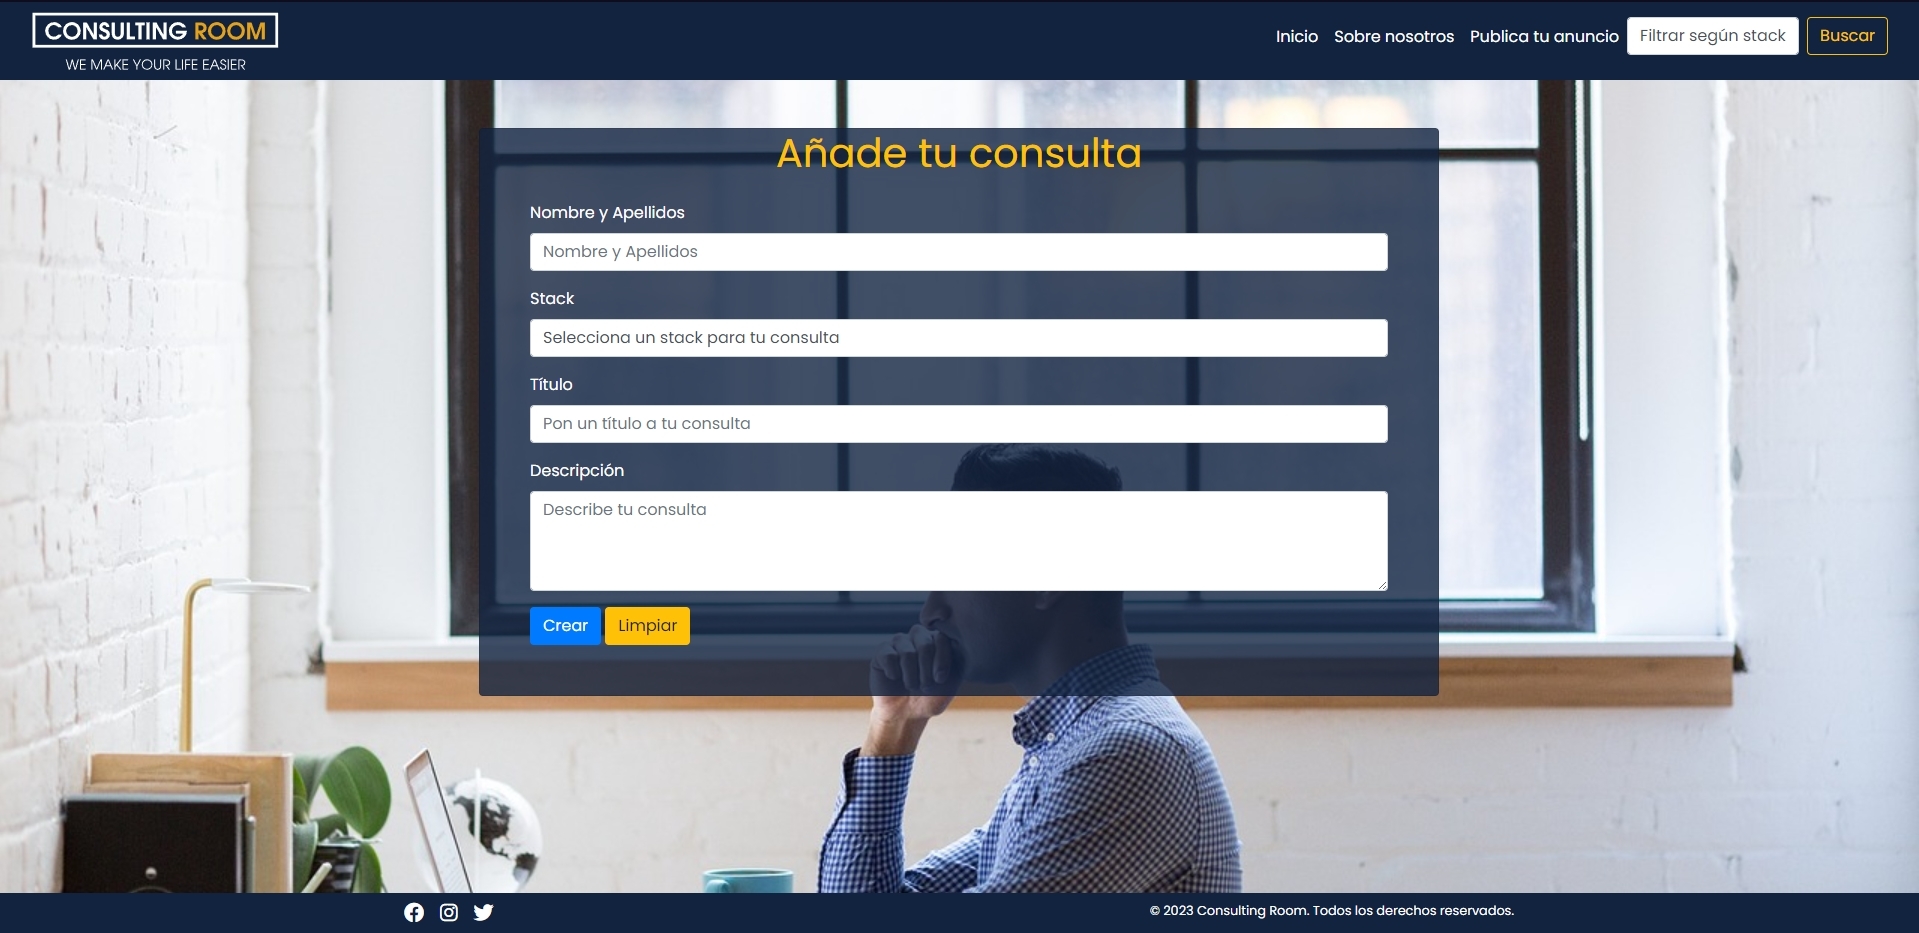 CONSULTING ROOM
WE MAKE YOUR LIFE EASIER
Inicio Sobre nosotros Publica tu anuncio Filtrar según stack Buscar
Añade tu consulta
Nombre y Apellidos
Nombre y Apellidos
Stack
Selecciona un stack para tu consulta
Título
Pon un título a tu consulta
Descripción
Describe tu consulta
Crear Limpiar
© 2023 Consulting Room. Todos los derechos reservados.